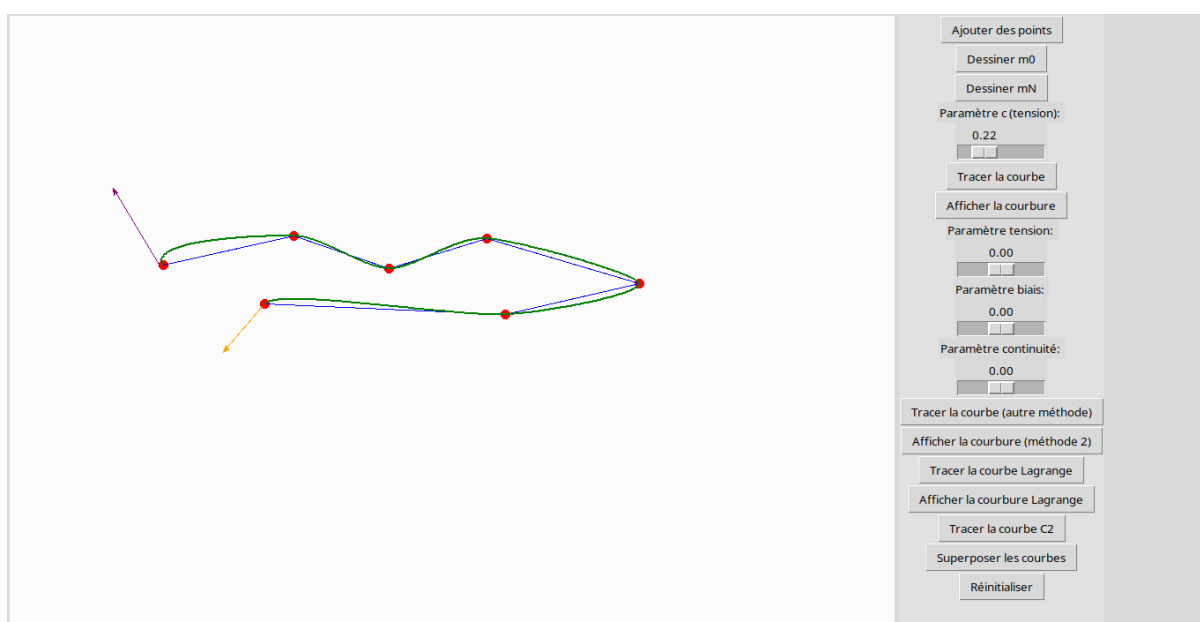 Ajouter des points
Dessiner m0
Dessiner mN
Paramètre c (tension):
0.22
Tracer la courbe
Afficher la courbure
Paramètre tension:
0.00
Paramètre biais:
0.00
Paramètre continuité:
0.00
Tracer la courbe (autre méthode)
Afficher la courbure (méthode 2)
Tracer la courbe Lagrange
Afficher la courbure Lagrange
Tracer la courbe C2
Superposer les courbes
Réinitialiser